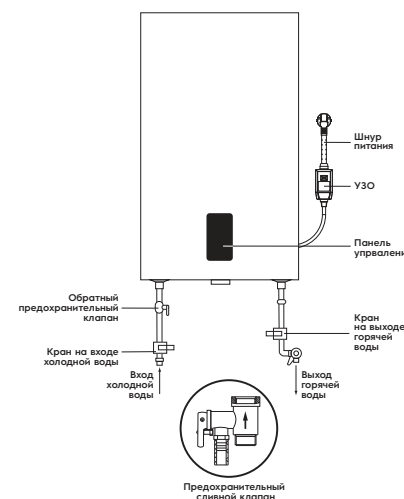 Шнур
питания
УЗО
Панель
упрвалени
Обратный
предохранительный
клапан
Кран на входе
холодной воды
Вход
холодной
воды
Кран
на выходе
горячей
воды
Выход
горячей
воды
Предохранительный
сливной клапан